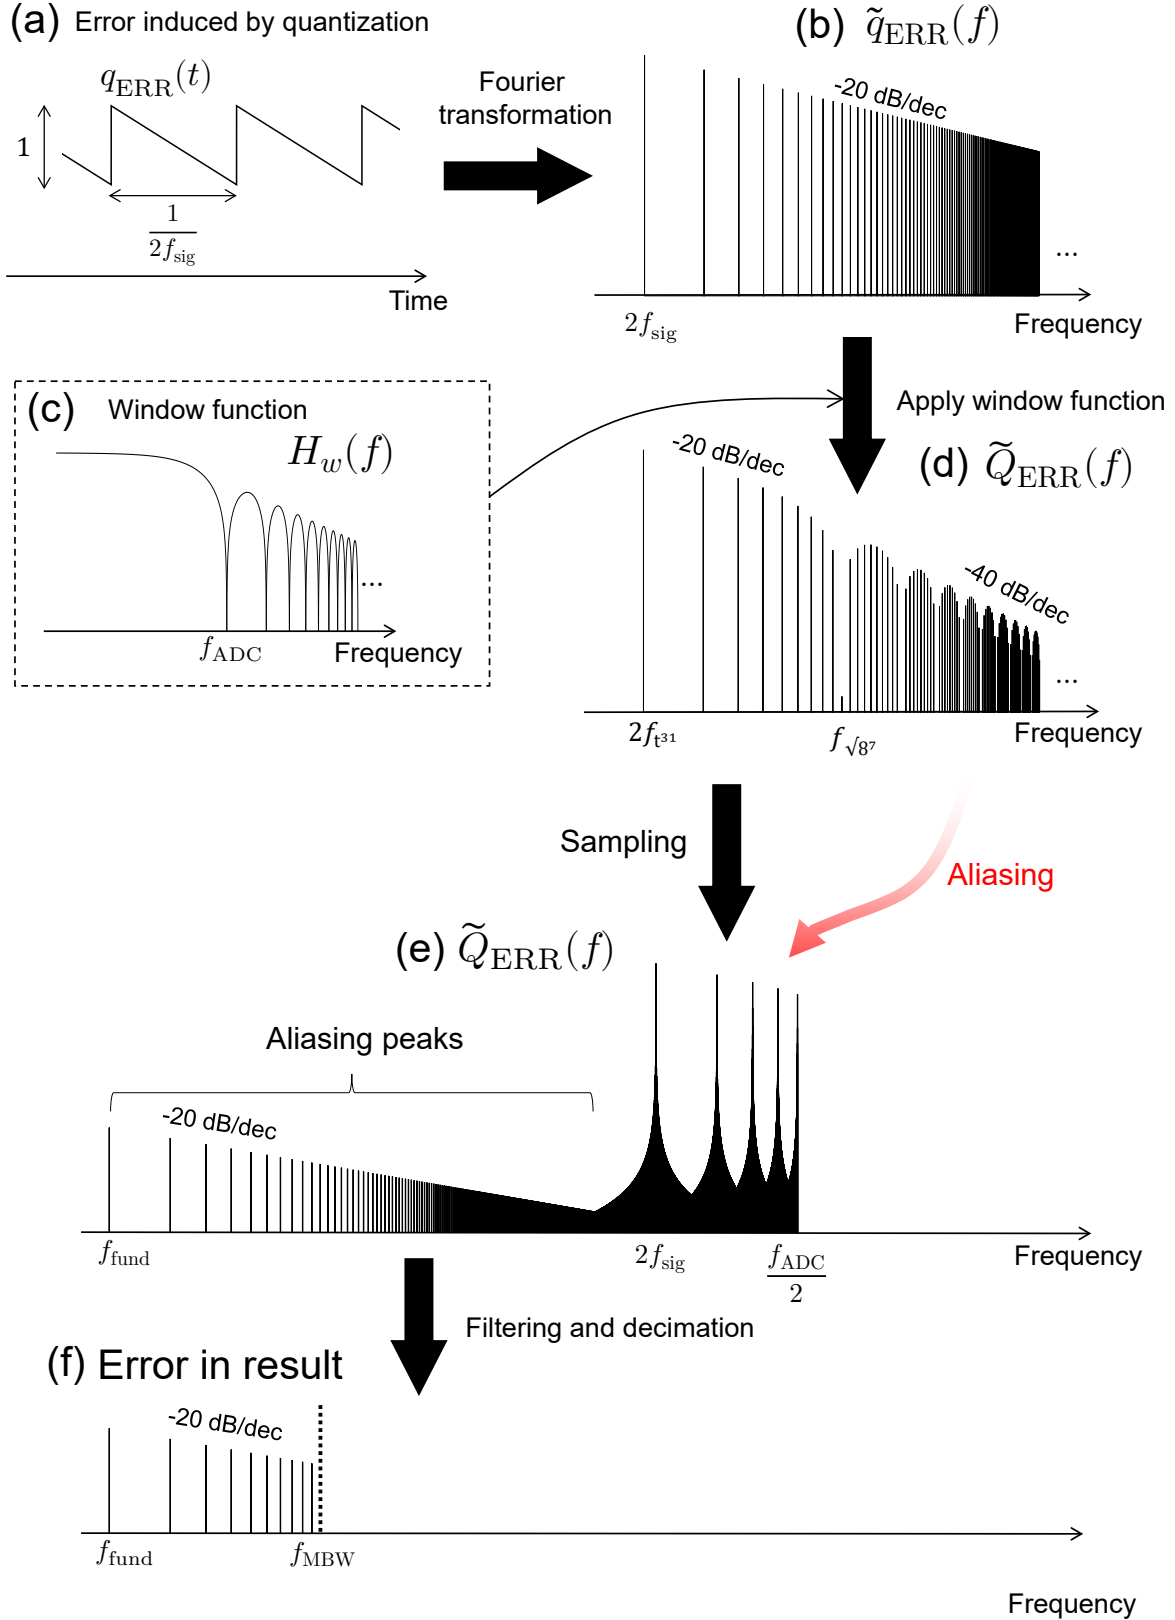 (a) Error induced by quantization
q_ERR(t)
1
1
2f_sig
Time
Fourier
transformation
(b) q̃_ERR(f)
-20 dB/dec
...
2f_sig
Frequency
(c) Window function
H_w(f)
...
f_ADC
Frequency
Apply window function
(d) Q̃_ERR(f)
-20 dB/dec
-40 dB/dec
...
2f_t³¹
f_√8⁷
Frequency
Sampling
Aliasing
(e) Q̃_ERR(f)
Aliasing peaks
-20 dB/dec
f_fund
2f_sig
f_ADC
2
Frequency
Filtering and decimation
(f) Error in result
-20 dB/dec
f_fund
f_MBW
Frequency